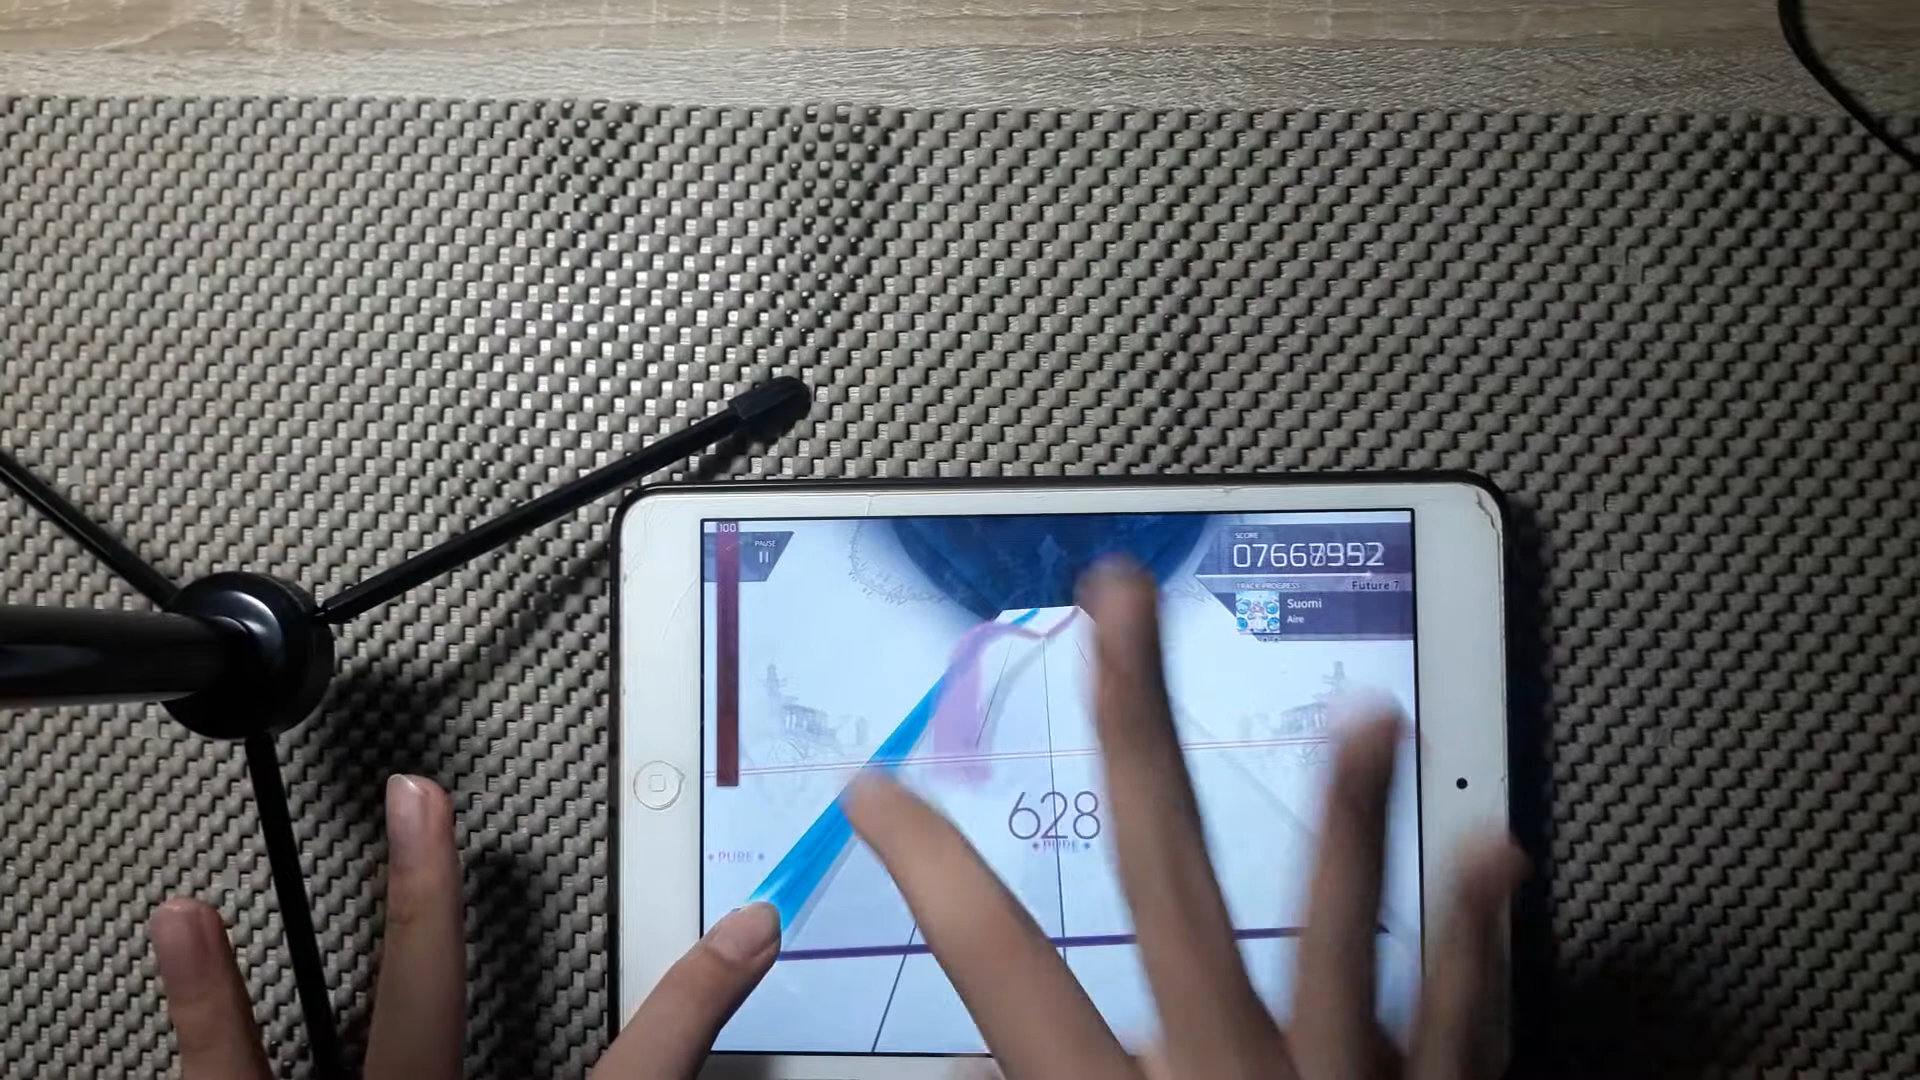 100
PAUSE
SCORE
TRACK PROGRESS
Future 7
Suomi
Aire
628
PURE
PURE